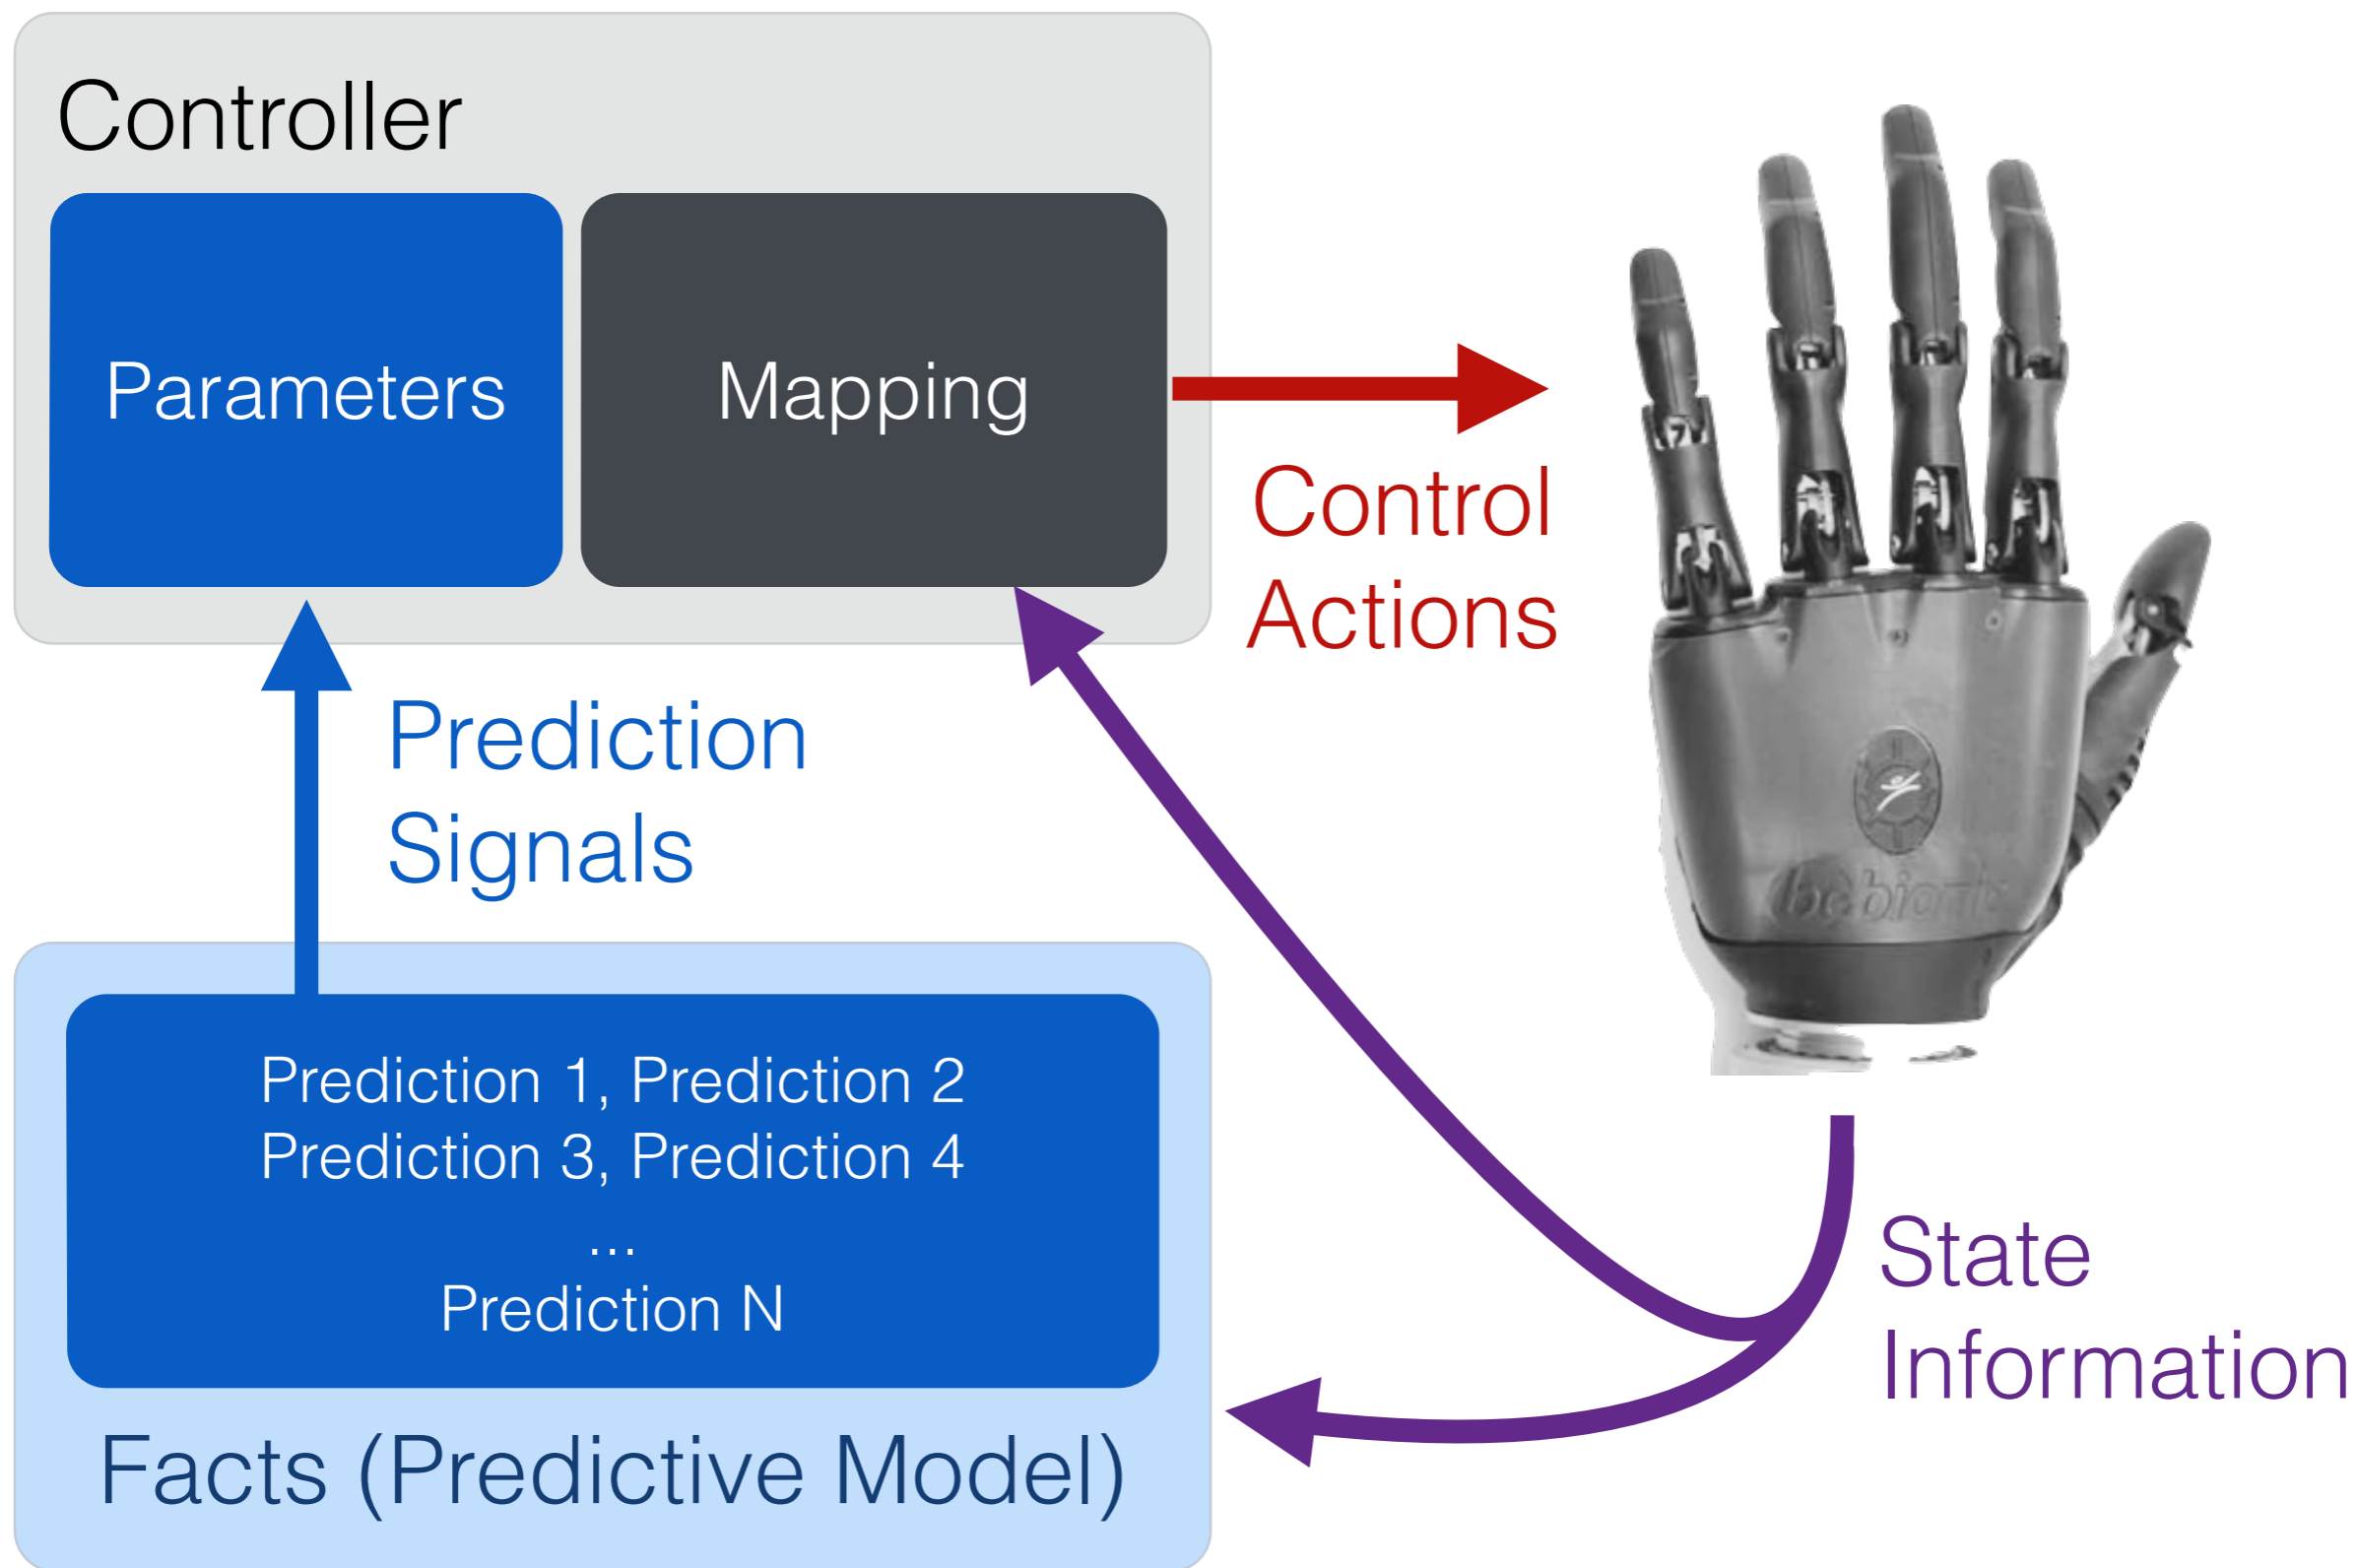 Controller
Parameters
Mapping
Control
Actions
Prediction
Signals
Prediction 1, Prediction 2
Prediction 3, Prediction 4
...
Prediction N
Facts (Predictive Model)
State
Information
bebionic